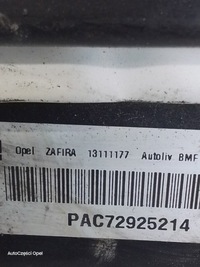 Opel ZAFIRA 13111177 Autoliv BMF
PAC72925214
AutoCzęści Opel